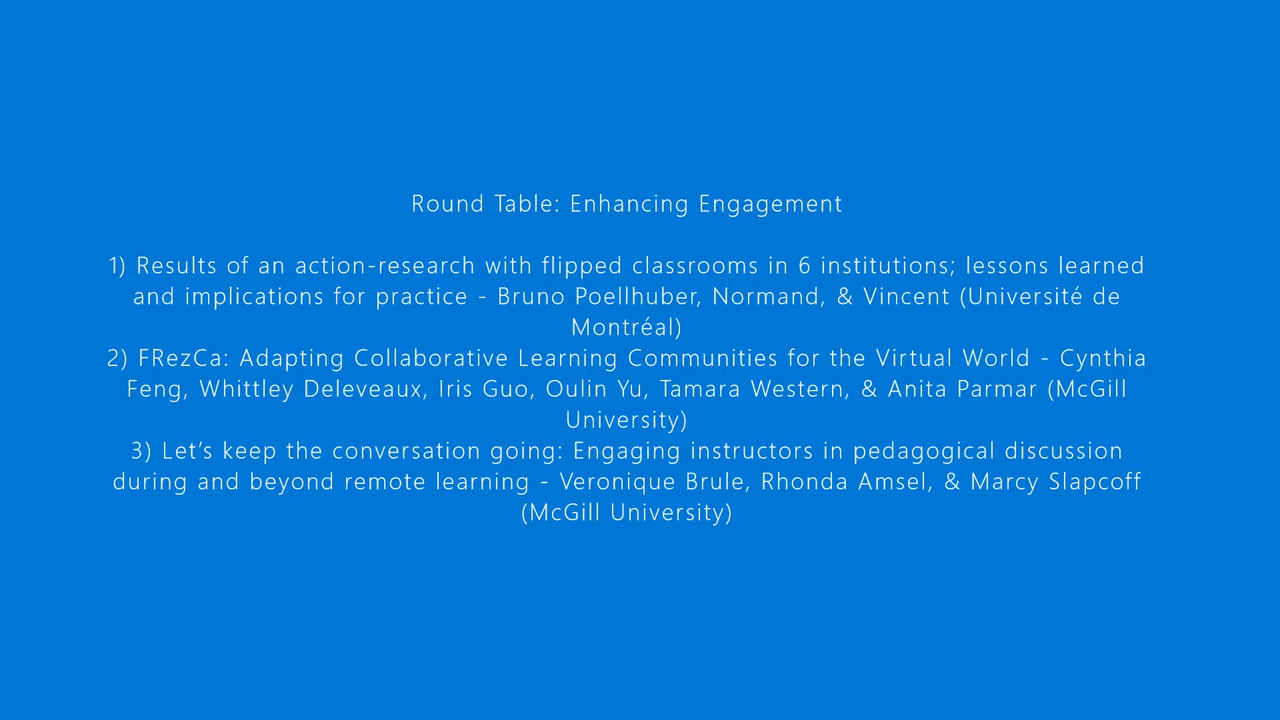 Round Table: Enhancing Engagement
1) Results of an action-research with flipped classrooms in 6 institutions; lessons learned
and implications for practice - Bruno Poellhuber, Normand, & Vincent (Université de
Montréal)
2) FRezCa: Adapting Collaborative Learning Communities for the Virtual World - Cynthia
Feng, Whittley Deleveaux, Iris Guo, Oulin Yu, Tamara Western, & Anita Parmar (McGill
University)
3) Let’s keep the conversation going: Engaging instructors in pedagogical discussion
during and beyond remote learning - Veronique Brule, Rhonda Amsel, & Marcy Slapcoff
(McGill University)